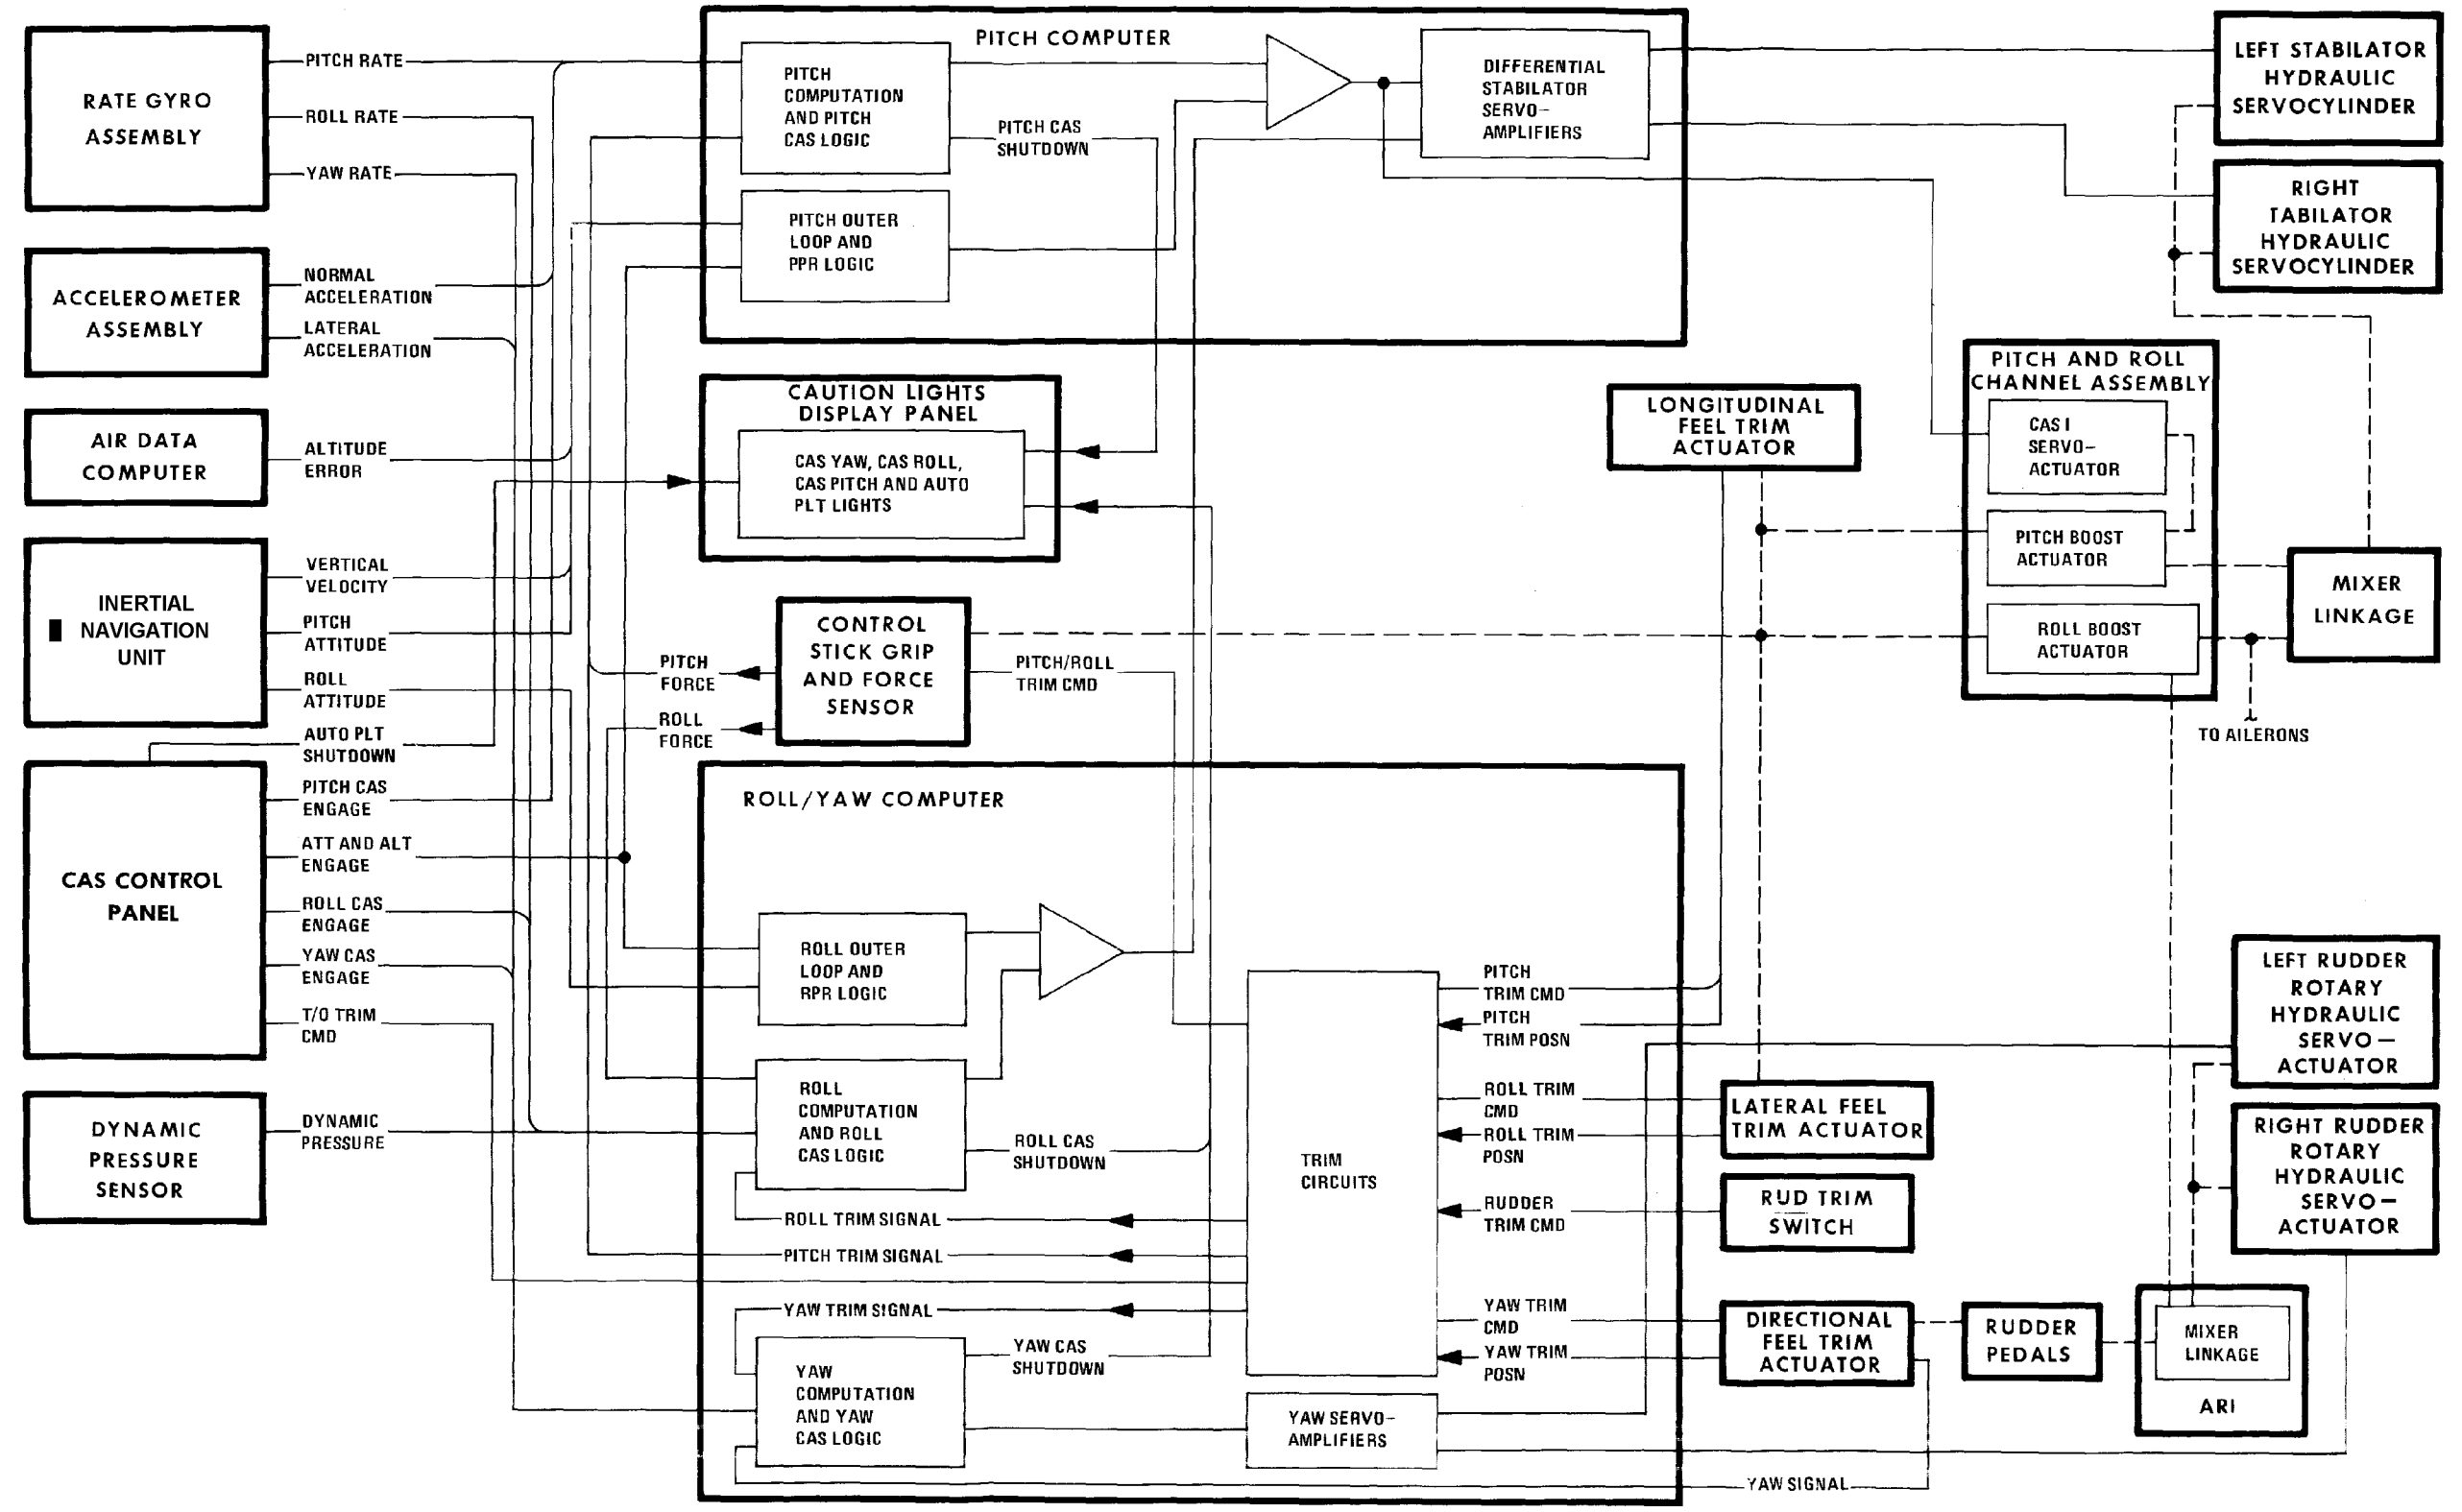 RATE GYRO
ASSEMBLY
PITCH RATE
ROLL RATE
YAW RATE
ACCELEROMETER
ASSEMBLY
NORMAL
ACCELERATION
LATERAL
ACCELERATION
AIR DATA
COMPUTER
ALTITUDE
ERROR
INERTIAL
NAVIGATION
UNIT
VERTICAL
VELOCITY
PITCH
ATTITUDE
ROLL
ATTITUDE
AUTO PLT
SHUTDOWN
CAS CONTROL
PANEL
PITCH CAS
ENGAGE
ATT AND ALT
ENGAGE
ROLL CAS
ENGAGE
YAW CAS
ENGAGE
T/O TRIM
CMD
DYNAMIC
PRESSURE
SENSOR
DYNAMIC
PRESSURE
PITCH COMPUTER
PITCH
COMPUTATION
AND PITCH
CAS LOGIC
PITCH CAS
SHUTDOWN
DIFFERENTIAL
STABILATOR
SERVO-
AMPLIFIERS
PITCH OUTER
LOOP AND
PPR LOGIC
CAUTION LIGHTS
DISPLAY PANEL
CAS YAW, CAS ROLL,
CAS PITCH AND AUTO
PLT LIGHTS
CONTROL
STICK GRIP
AND FORCE
SENSOR
PITCH
FORCE
ROLL
FORCE
PITCH/ROLL
TRIM CMD
ROLL/YAW COMPUTER
ROLL OUTER
LOOP AND
RPR LOGIC
ROLL
COMPUTATION
AND ROLL
CAS LOGIC
ROLL CAS
SHUTDOWN
ROLL TRIM SIGNAL
PITCH TRIM SIGNAL
YAW TRIM SIGNAL
YAW
COMPUTATION
AND YAW
CAS LOGIC
YAW CAS
SHUTDOWN
TRIM
CIRCUITS
YAW SERVO-
AMPLIFIERS
PITCH
TRIM CMD
PITCH
TRIM POSN
ROLL TRIM
CMD
ROLL TRIM
POSN
RUDDER
TRIM CMD
YAW TRIM
CMD
YAW TRIM
POSN
YAW SIGNAL
LONGITUDINAL
FEEL TRIM
ACTUATOR
LATERAL FEEL
TRIM ACTUATOR
RUD TRIM
SWITCH
DIRECTIONAL
FEEL TRIM
ACTUATOR
RUDDER
PEDALS
LEFT STABILATOR
HYDRAULIC
SERVOCYLINDER
RIGHT
TABILATOR
HYDRAULIC
SERVOCYLINDER
PITCH AND ROLL
CHANNEL ASSEMBLY
CAS I
SERVO-
ACTUATOR
PITCH BOOST
ACTUATOR
ROLL BOOST
ACTUATOR
MIXER
LINKAGE
TO AILERONS
LEFT RUDDER
ROTARY
HYDRAULIC
SERVO-
ACTUATOR
RIGHT RUDDER
ROTARY
HYDRAULIC
SERVO-
ACTUATOR
MIXER
LINKAGE
ARI